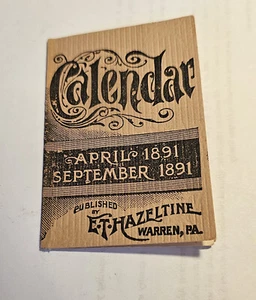 Calendar
APRIL 1891
SEPTEMBER 1891
PUBLISHED
BY
E.T. HAZELTINE
WARREN, PA.